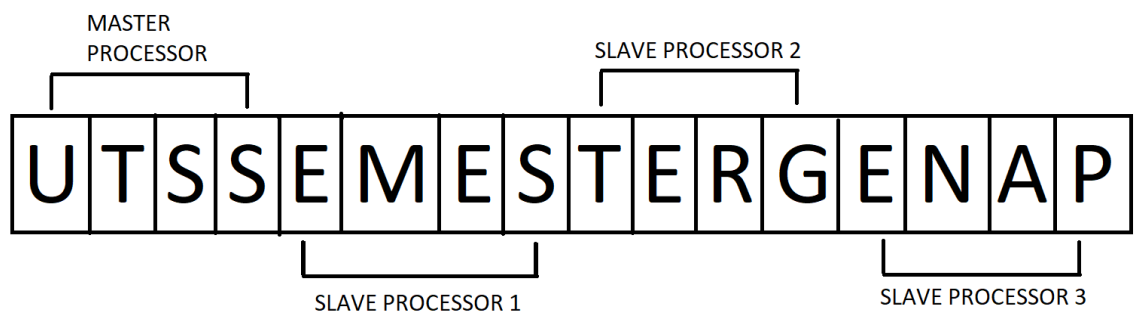 MASTER
PROCESSOR
SLAVE PROCESSOR 2
UTSSEMESTERGENAP
SLAVE PROCESSOR 1
SLAVE PROCESSOR 3